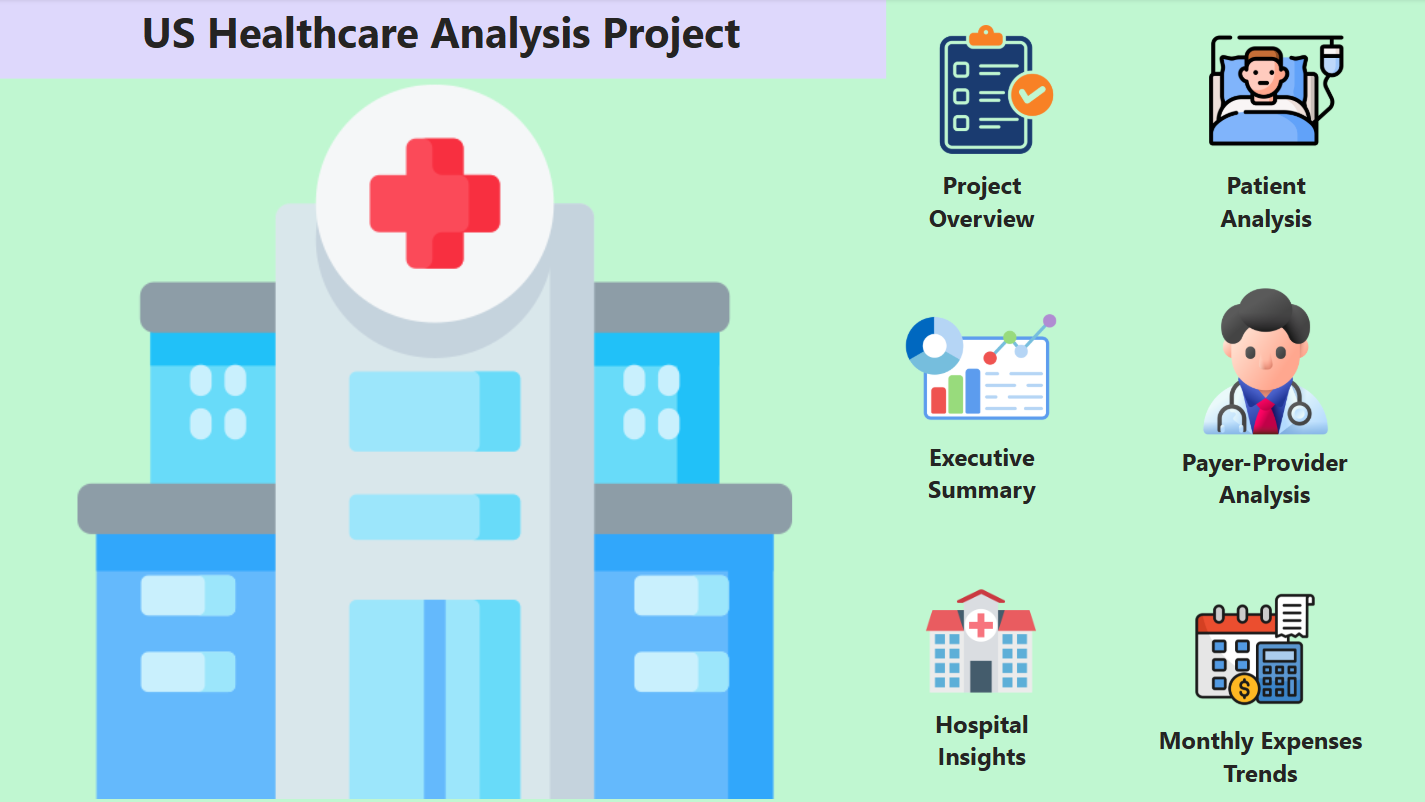 US Healthcare Analysis Project
Project
Overview
Patient
Analysis
Executive
Summary
Payer-Provider
Analysis
Hospital
Insights
Monthly Expenses
Trends
$